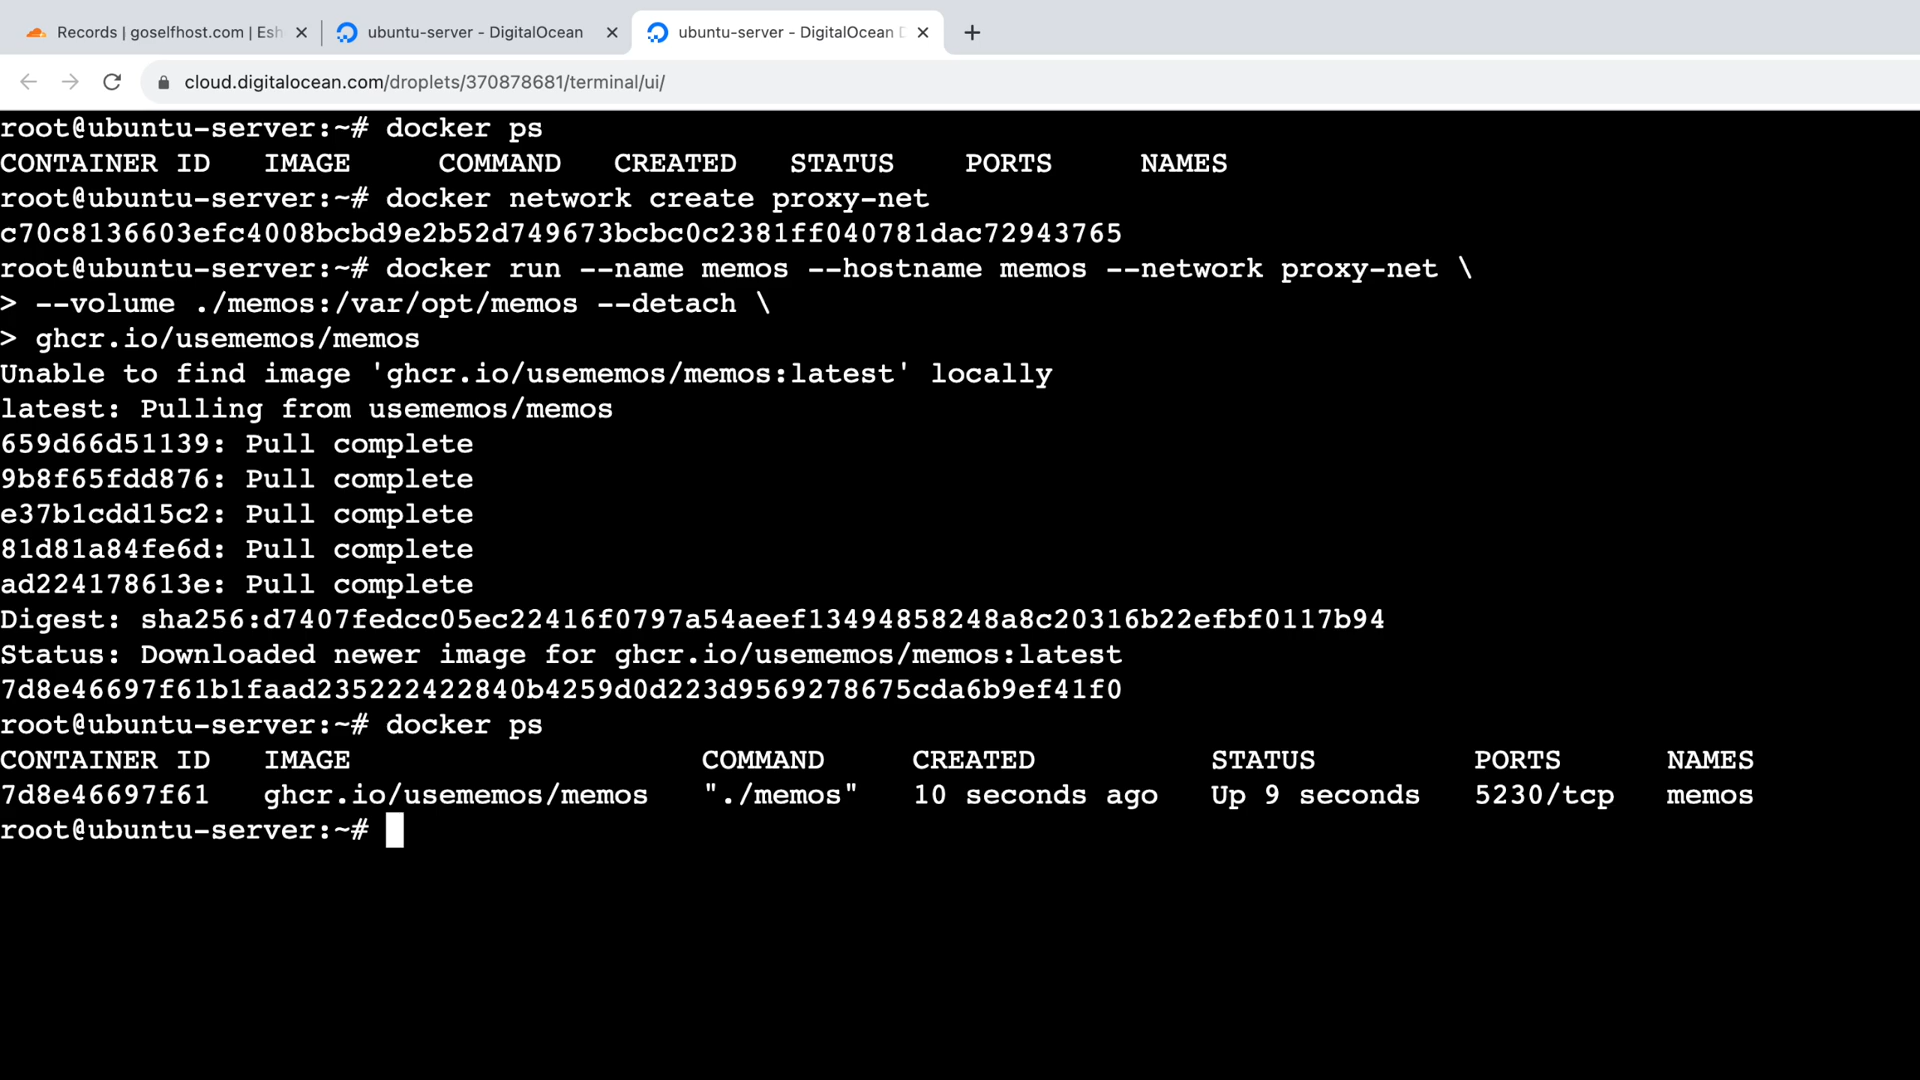 Records | goselfhost.com | Esh
ubuntu-server - DigitalOcean
ubuntu-server - DigitalOcean D
cloud.digitalocean.com/droplets/370878681/terminal/ui/
root@ubuntu-server:~# docker ps
CONTAINER ID   IMAGE     COMMAND   CREATED   STATUS    PORTS     NAMES
root@ubuntu-server:~# docker network create proxy-net
c70c8136603efc4008bcbd9e2b52d749673bcbc0c2381ff040781dac72943765
root@ubuntu-server:~# docker run --name memos --hostname memos --network proxy-net \
> --volume ./memos:/var/opt/memos --detach \
> ghcr.io/usememos/memos
Unable to find image 'ghcr.io/usememos/memos:latest' locally
latest: Pulling from usememos/memos
659d66d51139: Pull complete
9b8f65fdd876: Pull complete
e37b1cdd15c2: Pull complete
81d81a84fe6d: Pull complete
ad224178613e: Pull complete
Digest: sha256:d7407fedcc05ec22416f0797a54aeef13494858248a8c20316b22efbf0117b94
Status: Downloaded newer image for ghcr.io/usememos/memos:latest
7d8e46697f61b1faad235222422840b4259d0d223d9569278675cda6b9ef41f0
root@ubuntu-server:~# docker ps
CONTAINER ID   IMAGE                    COMMAND     CREATED          STATUS         PORTS      NAMES
7d8e46697f61   ghcr.io/usememos/memos   "./memos"   10 seconds ago   Up 9 seconds   5230/tcp   memos
root@ubuntu-server:~#